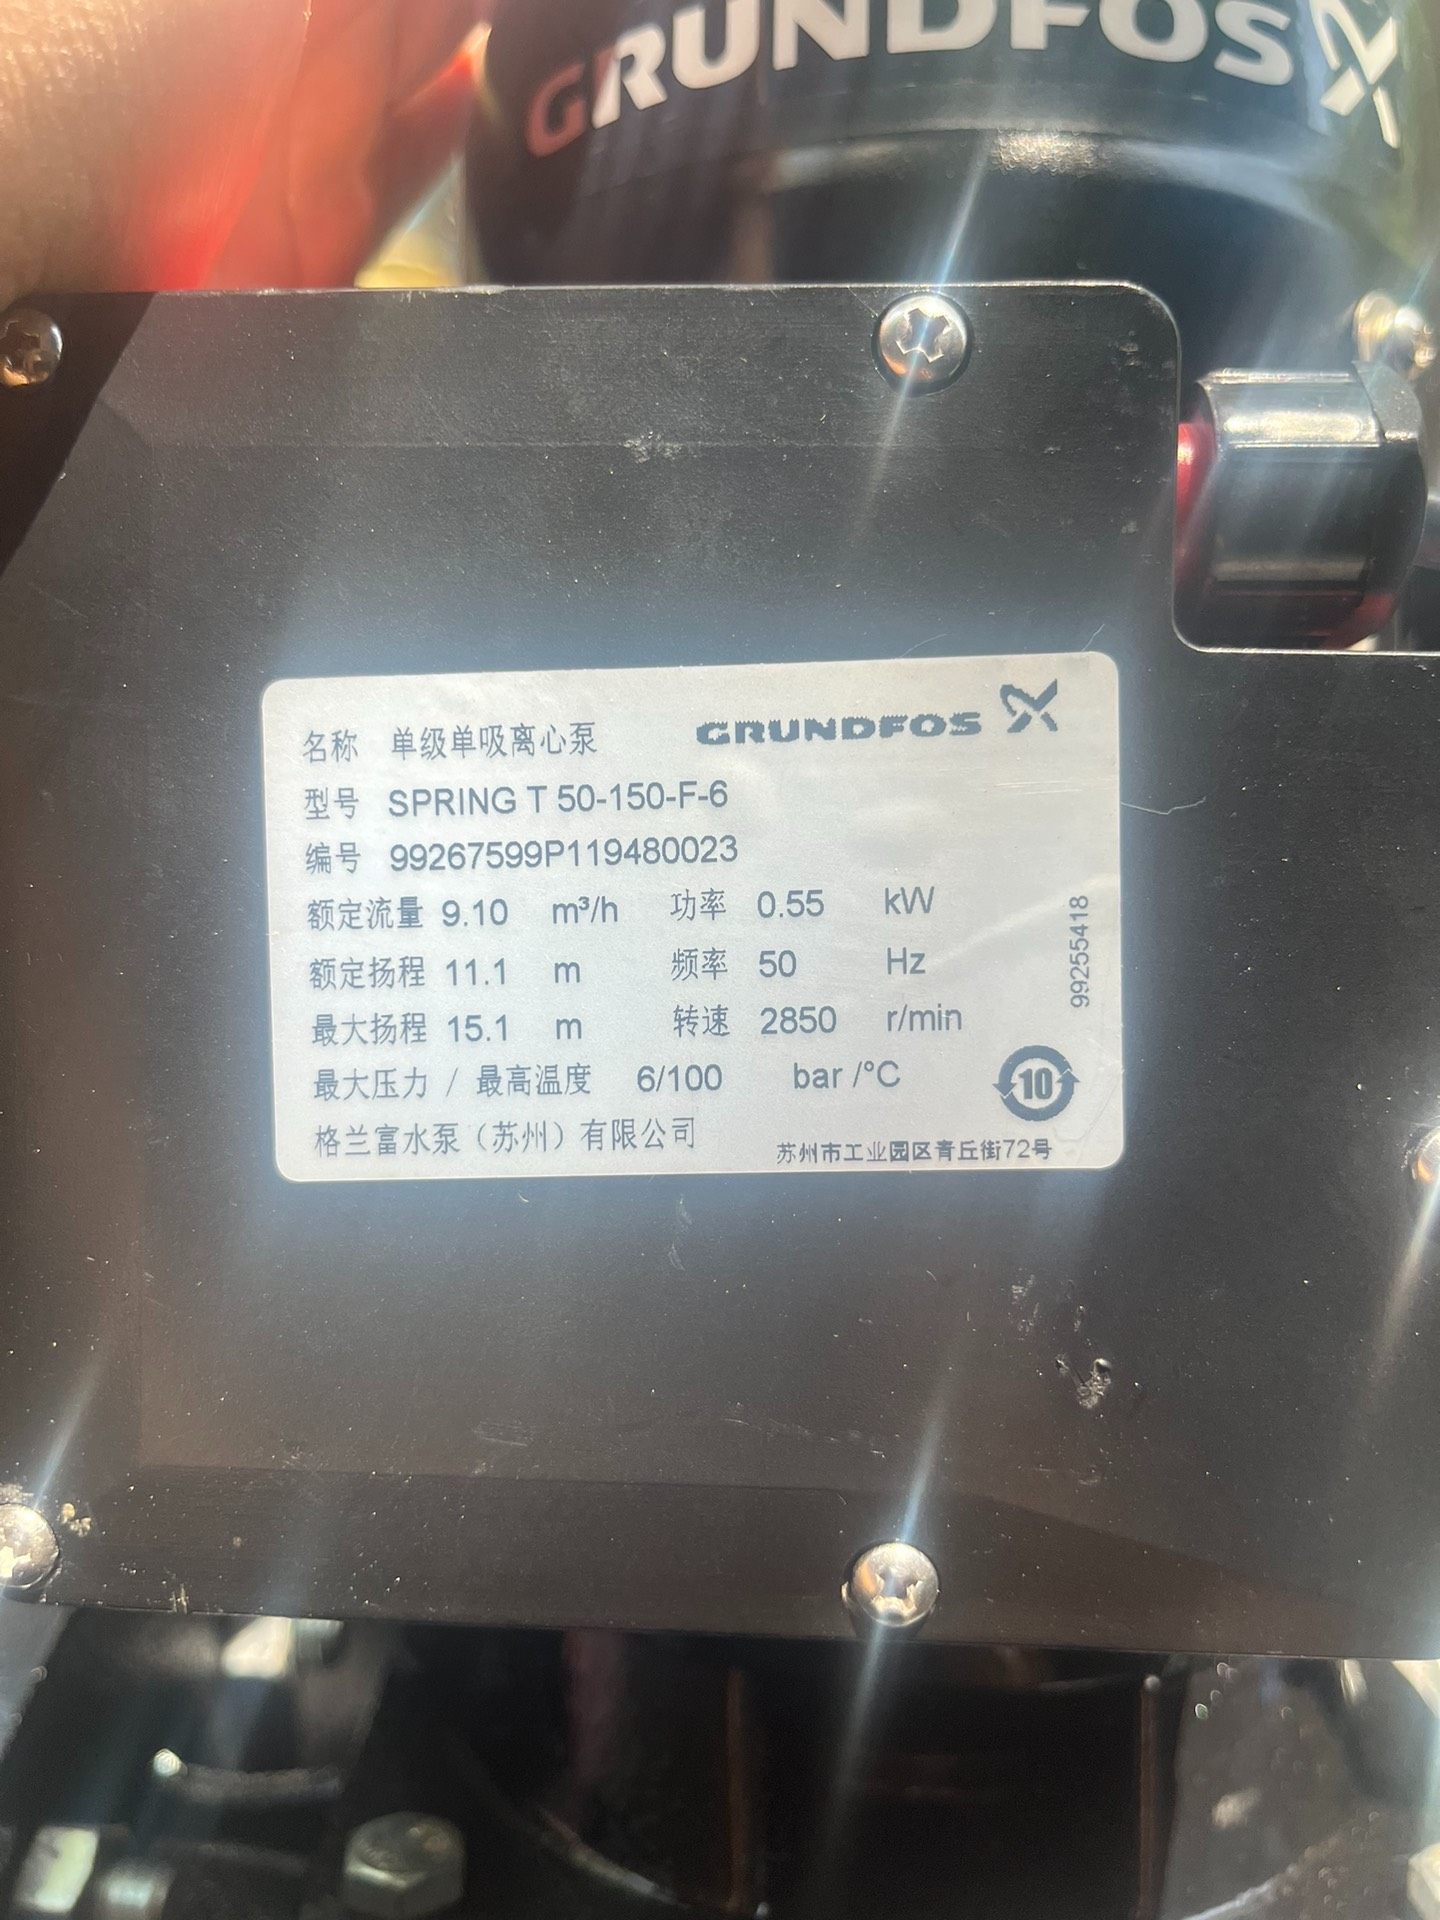 GRUNDFOS
名称 单级单吸离心泵 GRUNDFOS
型号 SPRING T 50-150-F-6
编号 99267599P119480023
额定流量 9.10 m³/h 功率 0.55 kW
额定扬程 11.1 m 频率 50 Hz
最大扬程 15.1 m 转速 2850 r/min
最大压力 / 最高温度 6/100 bar /°C
格兰富水泵（苏州）有限公司
苏州市工业园区青丘街72号
10
99255418